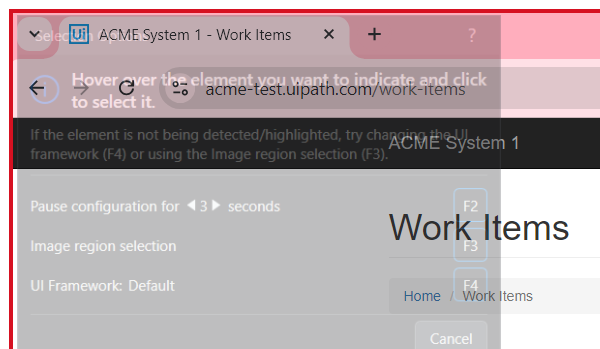 Selection Options
?
Ui ACME System 1 - Work Items
Hover over the element you want to indicate and click
to select it.
acme-test.uipath.com/work-items
If the element is not being detected/highlighted, try changing the UI
framework (F4) or using the Image region selection (F3).
ACME System 1
Pause configuration for 3 seconds F2
Work Items
Image region selection F3
UI Framework: Default F4
Home / Work Items
Cancel